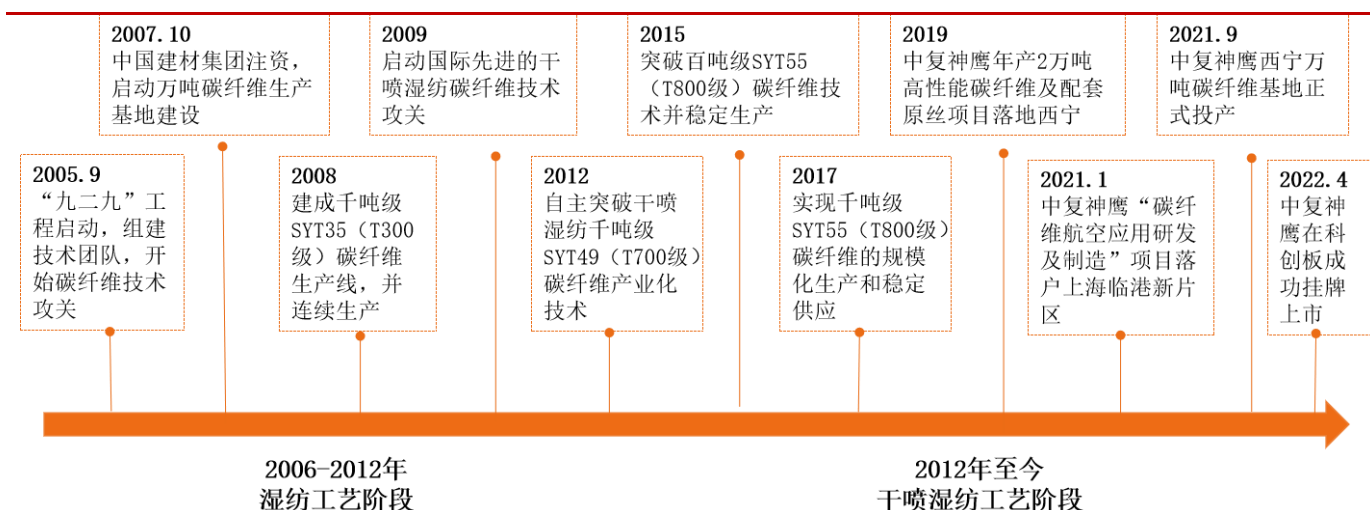 2007.10
中国建材集团注资，
启动万吨碳纤维生产
基地建设
2009
启动国际先进的干
喷湿纺碳纤维技术
攻关
2015
突破百吨级SYT55
（T800级）碳纤维技
术并稳定生产
2019
中复神鹰年产2万吨
高性能碳纤维及配套
原丝项目落地西宁
2021.9
中复神鹰西宁万
吨碳纤维基地正
式投产
2005.9
“九二九”工
程启动，组建
技术团队，开
始碳纤维技术
攻关
2008
建成千吨级
SYT35（T300
级）碳纤维
生产线，并
连续生产
2012
自主突破干喷
湿纺千吨级
SYT49（T700级）
碳纤维产业化
技术
2017
实现千吨级
SYT55（T800级）
碳纤维的规模
化生产和稳定
供应
2021.1
中复神鹰“碳纤
维航空应用研发
及制造”项目落
户上海临港新片
区
2022.4
中复神
鹰在科
创板成
功挂牌
上市
2006-2012年
湿纺工艺阶段
2012年至今
干喷湿纺工艺阶段